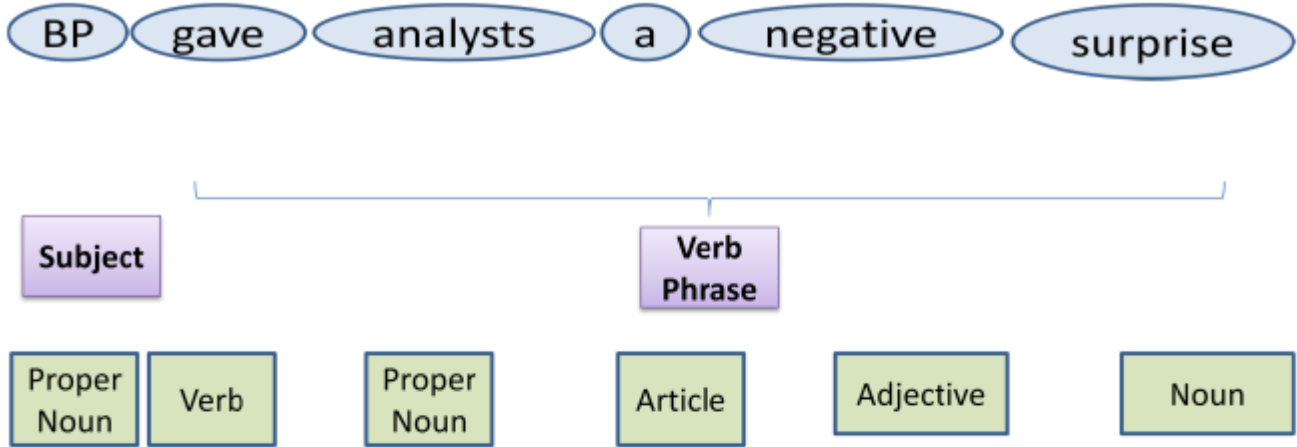 BP gave analysts a negative surprise
Subject
Verb
Phrase
Proper
Noun
Verb
Proper
Noun
Article
Adjective
Noun